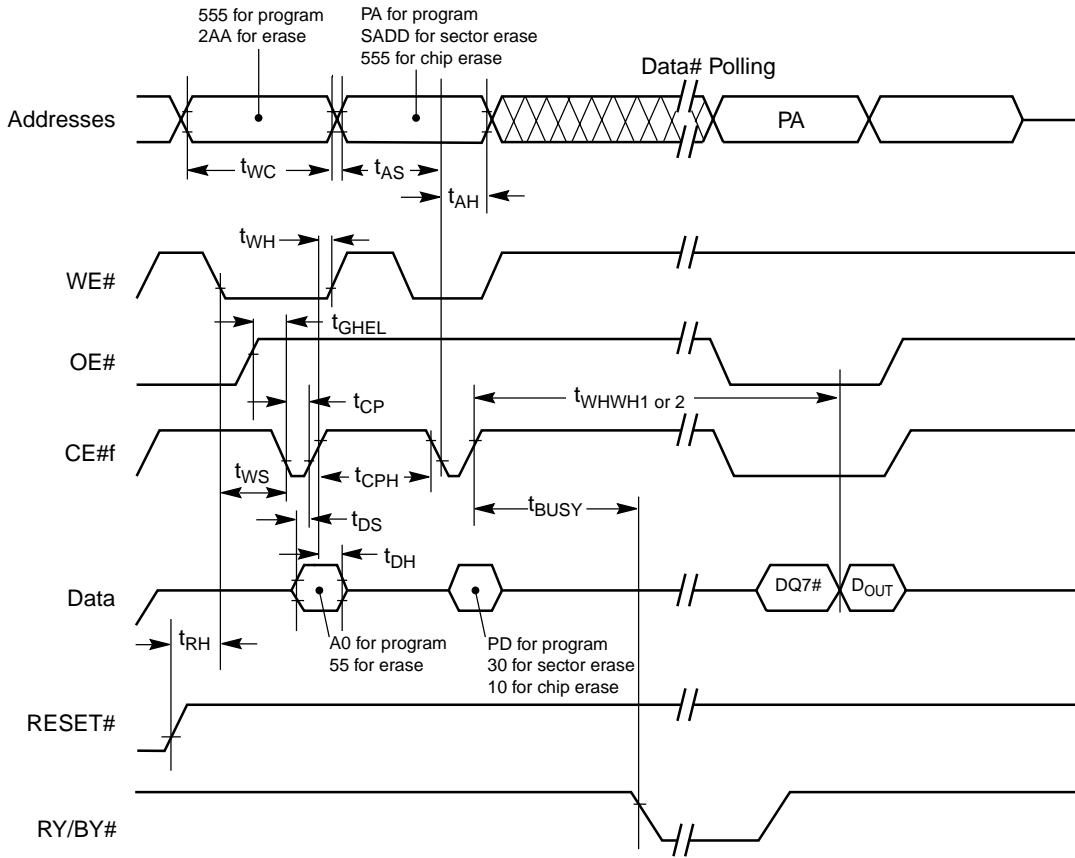 555 for program
2AA for erase
PA for program
SADD for sector erase
555 for chip erase
Data# Polling
Addresses
PA
tWC
tAS
tAH
tWH
WE#
tGHEL
OE#
tWHWH1 or 2
tCP
CE#f
tWS
tCPH
tBUSY
tDS
tDH
Data
DQ7#
DOUT
tRH
A0 for program
55 for erase
PD for program
30 for sector erase
10 for chip erase
RESET#
RY/BY#